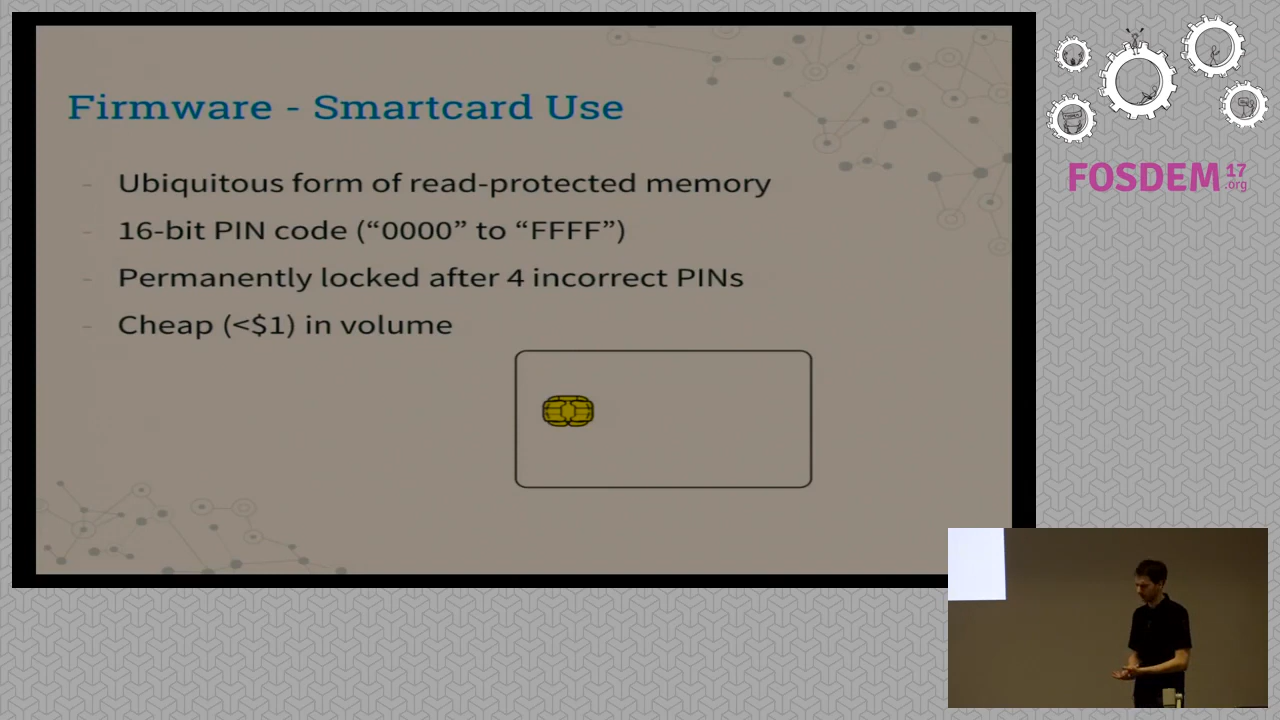 Firmware - Smartcard Use
- Ubiquitous form of read-protected memory
- 16-bit PIN code (“0000” to “FFFF”)
- Permanently locked after 4 incorrect PINs
- Cheap (<$1) in volume
FOSDEM 17
.org